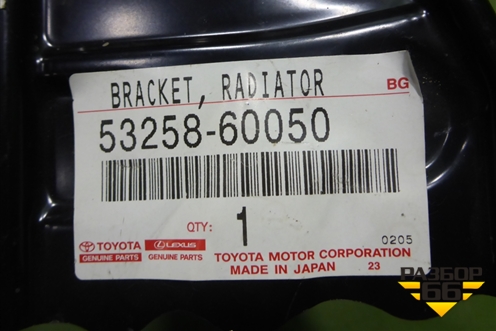 BRACKET, RADIATOR
BG
53258-60050
QTY: 1
0205
TOYOTA
GENUINE PARTS
LEXUS
GENUINE PARTS
TOYOTA MOTOR CORPORATION
MADE IN JAPAN 23
РАЗБОР
66